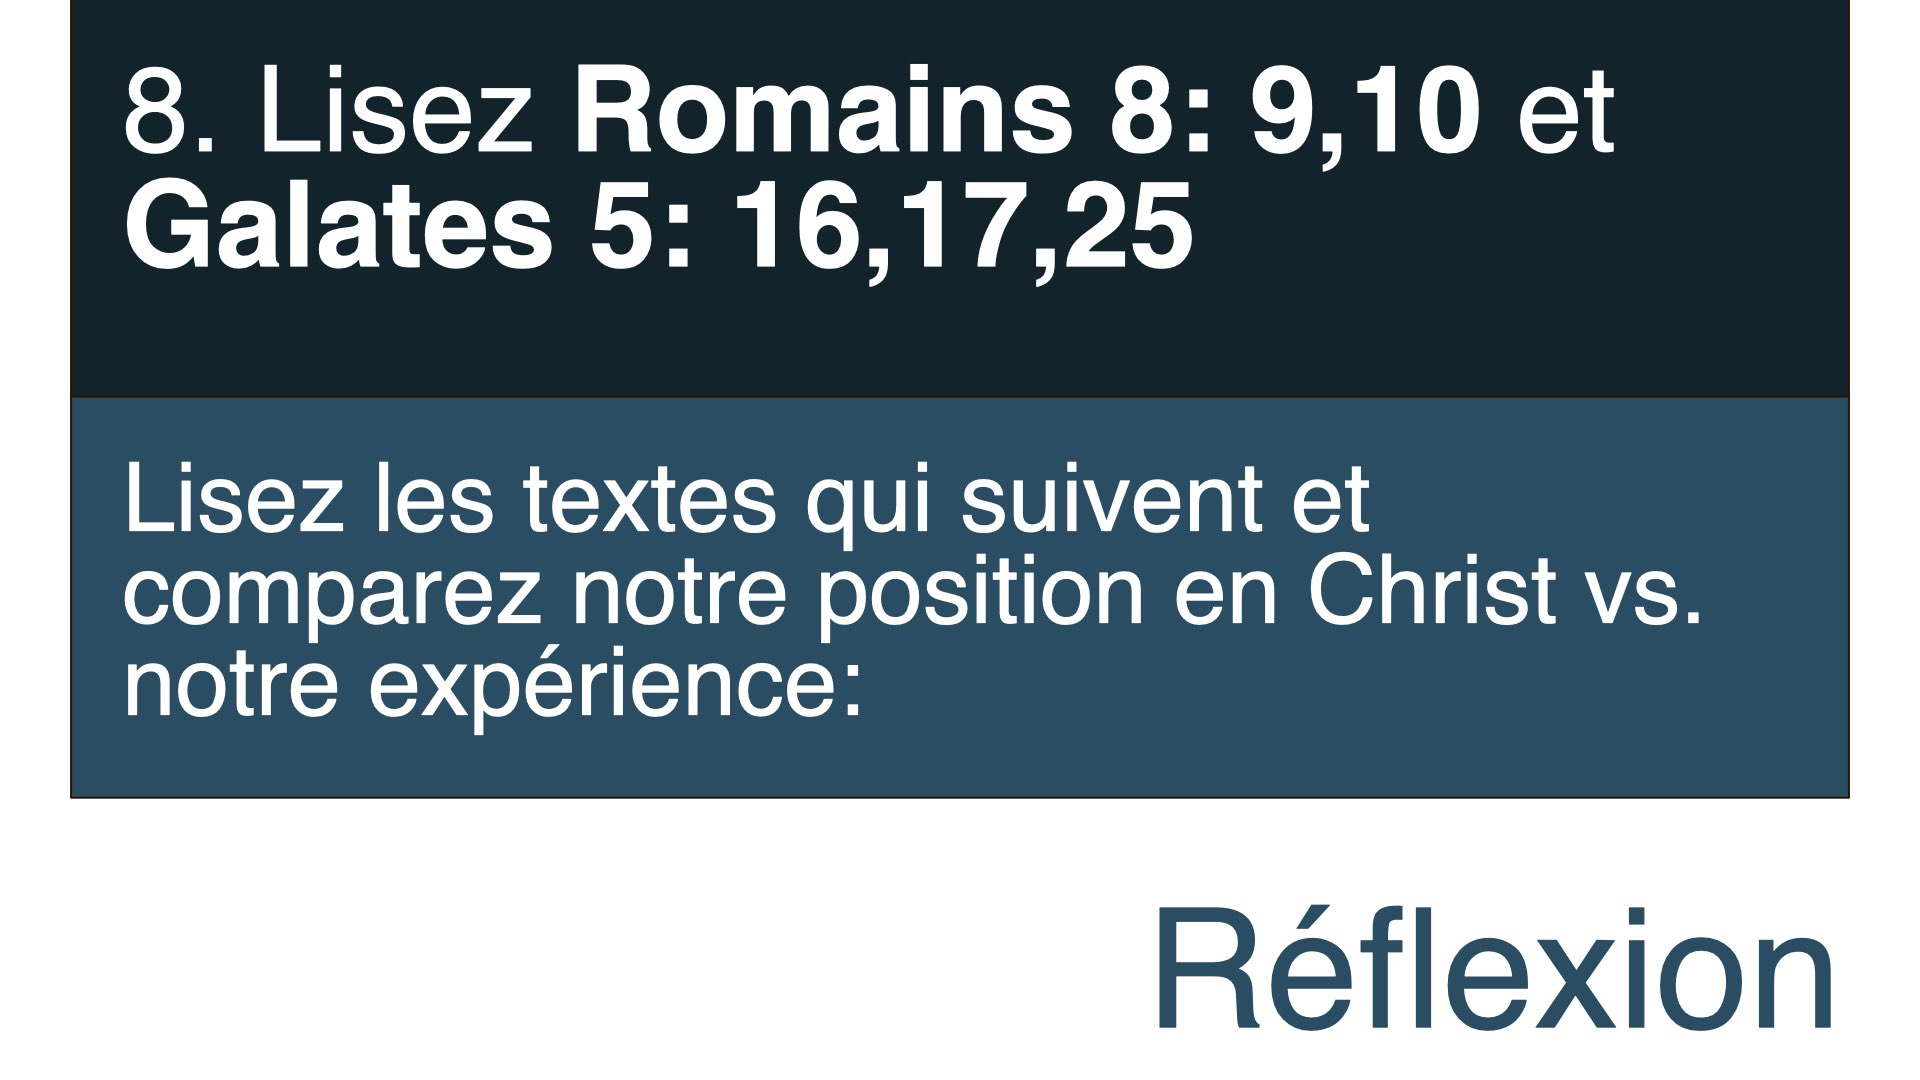 8. Lisez Romains 8: 9,10 et
Galates 5: 16,17,25
Lisez les textes qui suivent et
comparez notre position en Christ vs.
notre expérience:
Réflexion